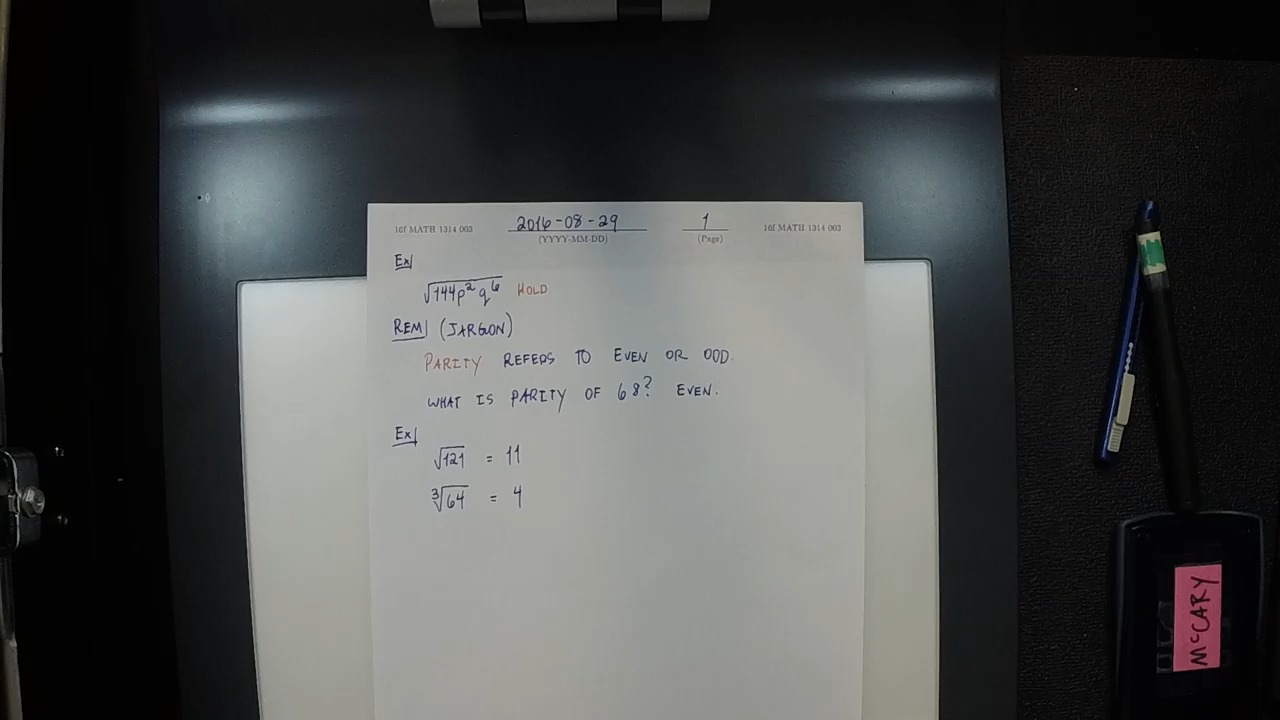 16f MATH 1314 003 2016-08-29 1 16f MATH 1314 003
(YYYY-MM-DD) (Page)
Ex|
√144p²q⁶ HOLD
REM| (JARGON)
PARITY REFERS TO EVEN OR ODD.
WHAT IS PARITY OF 68? EVEN.
Ex|
√121 = 11
³√64 = 4
McCARY